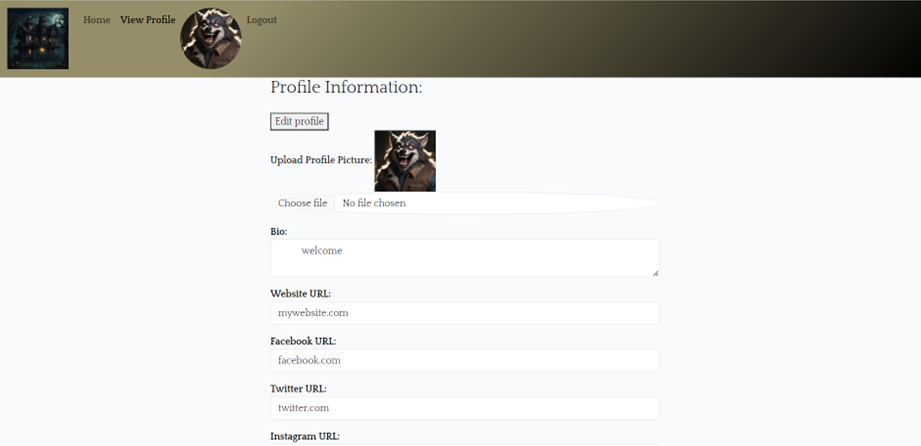 Home View Profile Logout
Profile Information:
Edit profile
Upload Profile Picture:
Choose file No file chosen
Bio:
welcome
Website URL:
mywebsite.com
Facebook URL:
facebook.com
Twitter URL:
twitter.com
Instagram URL: